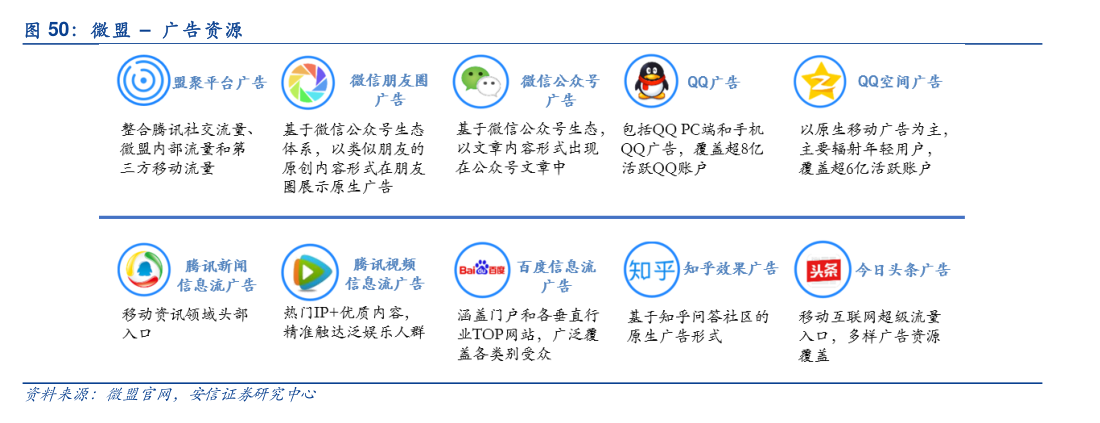 图 50：微盟 – 广告资源
盟聚平台广告
整合腾讯社交流量、
微盟内部流量和第
三方移动流量
微信朋友圈
广告
基于微信公众号生态
体系，以类似朋友的
原创内容形式在朋友
圈展示原生广告
微信公众号
广告
基于微信公众号生态，
以文章内容形式出现
在公众号文章中
QQ广告
包括QQ PC端和手机
QQ广告，覆盖超8亿
活跃QQ账户
QQ空间广告
以原生移动广告为主，
主要辐射年轻用户，
覆盖超6亿活跃账户
腾讯新闻
信息流广告
移动资讯领域头部
入口
腾讯视频
信息流广告
热门IP+优质内容，
精准触达泛娱乐人群
Bai百度
百度信息流
广告
涵盖门户和各垂直行
业TOP网站，广泛覆
盖各类别受众
知乎
知乎效果广告
基于知乎问答社区的
原生广告形式
头条
今日头条广告
移动互联网超级流量
入口，多样广告资源
覆盖
资料来源：微盟官网，安信证券研究中心